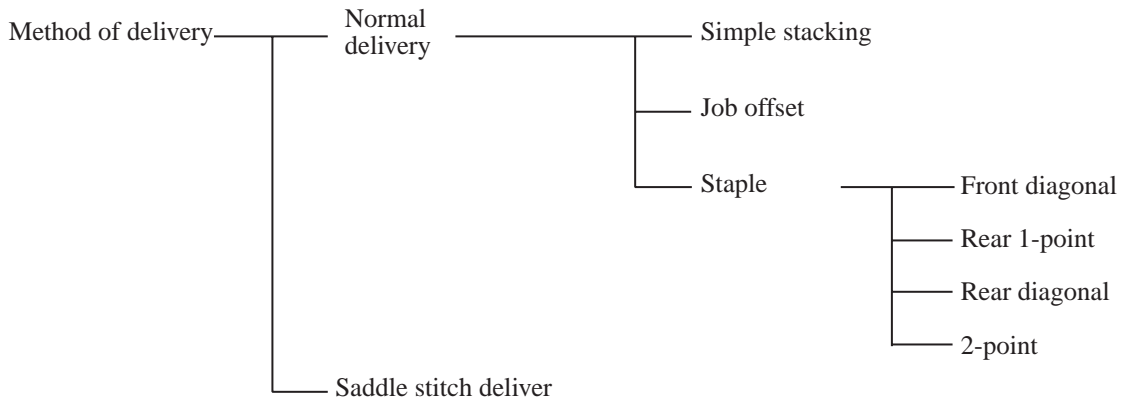 Method of delivery
Normal
delivery
Simple stacking
Job offset
Staple
Front diagonal
Rear 1-point
Rear diagonal
2-point
Saddle stitch deliver